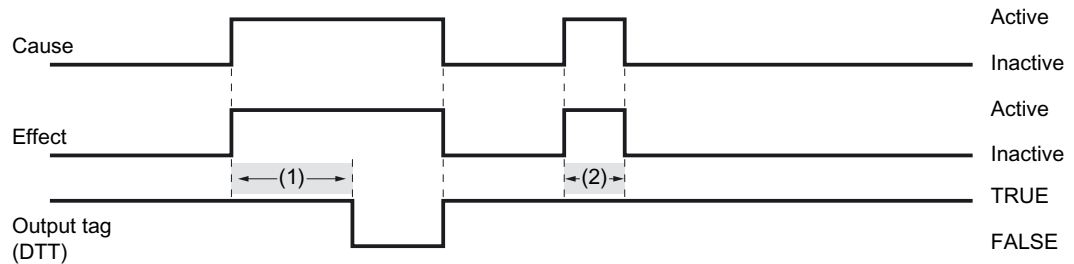 Active
Cause
Inactive
Active
Effect
Inactive
(1)
(2)
TRUE
Output tag
(DTT)
FALSE